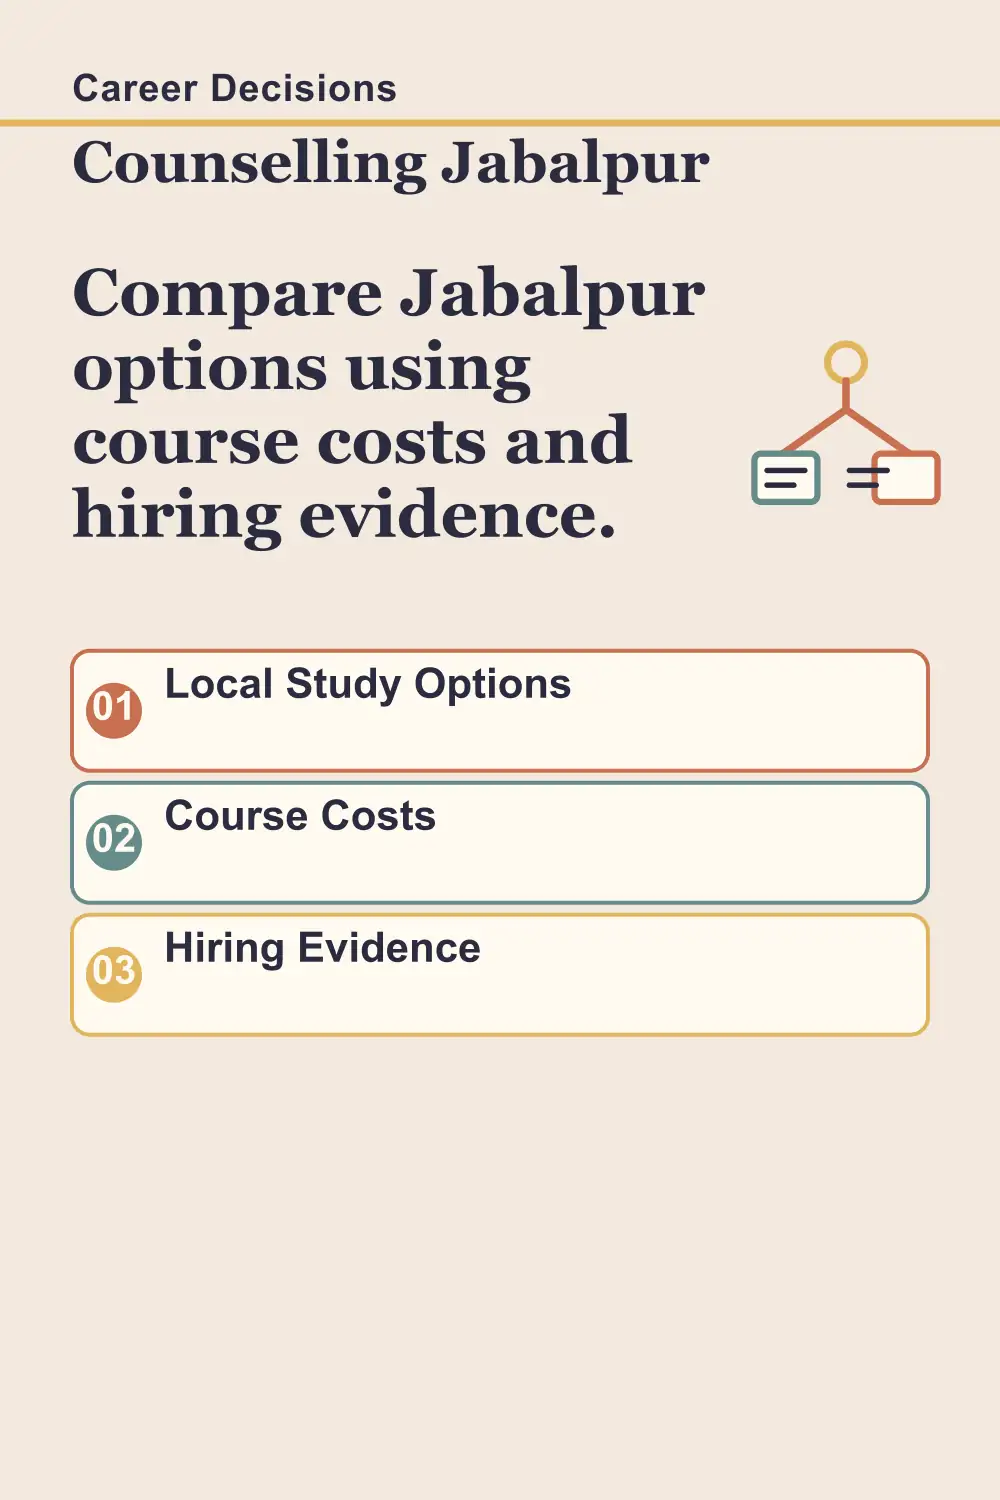 Career Decisions
Counselling Jabalpur
Compare Jabalpur
options using
course costs and
hiring evidence.
01 Local Study Options
02 Course Costs
03 Hiring Evidence